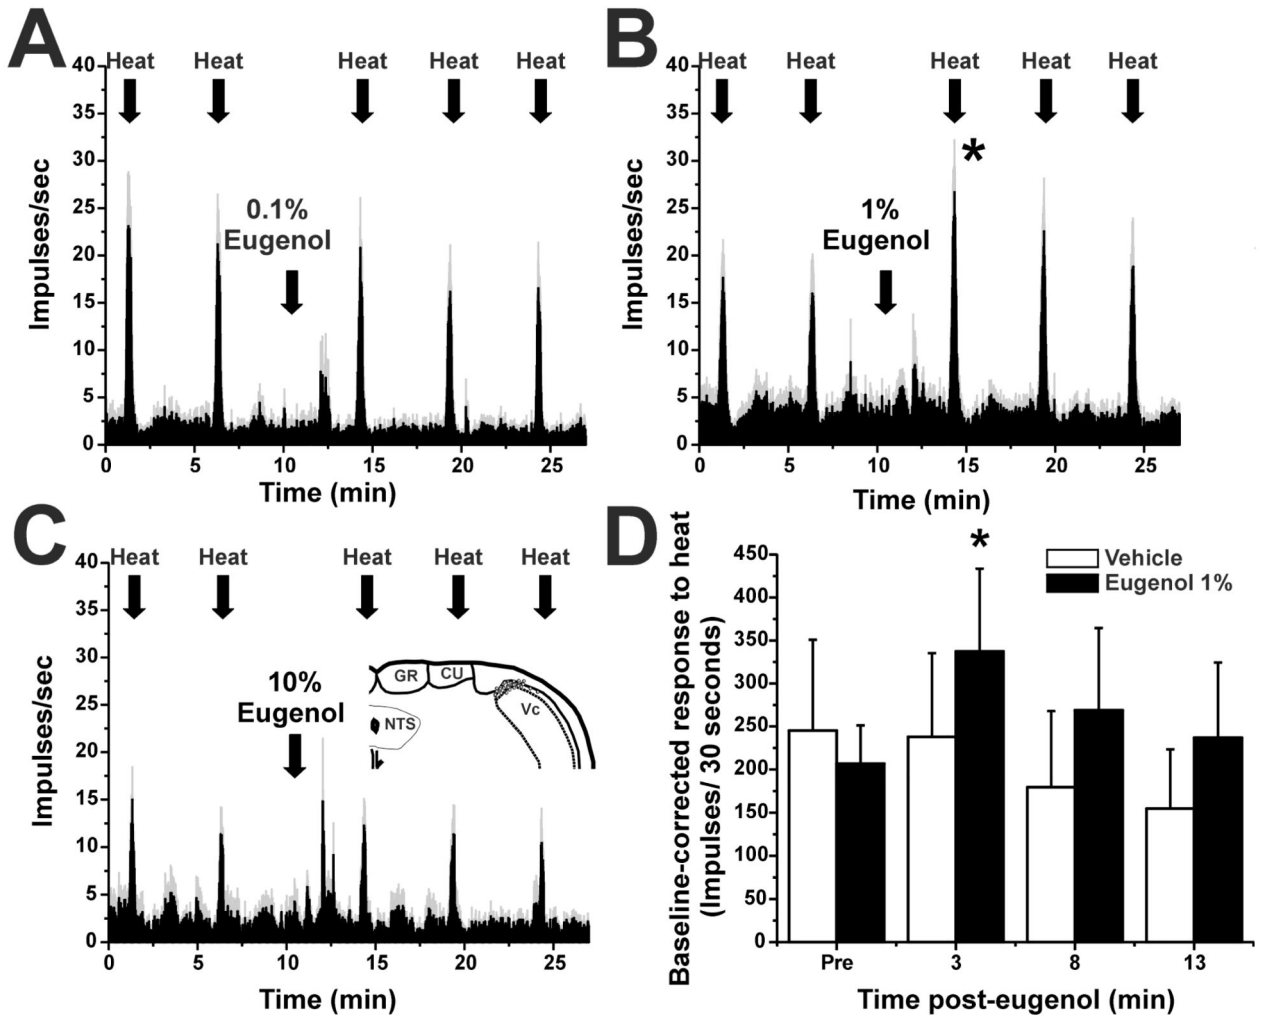 A
Heat Heat Heat Heat Heat
40
35
30
25
20
15
10
5
0
Impulses/sec
0.1%
Eugenol
0 5 10 15 20 25
Time (min)
B
Heat Heat Heat Heat Heat
40
35
30
25
20
15
10
5
0
Impulses/sec
*
1%
Eugenol
0 5 10 15 20 25
Time (min)
C
Heat Heat Heat Heat Heat
40
35
30
25
20
15
10
5
0
Impulses/sec
10%
Eugenol
GR CU
Vc
NTS
0 5 10 15 20 25
Time (min)
D
Baseline-corrected response to heat
(Impulses/ 30 seconds)
450
400
350
300
250
200
150
100
50
0
*
Vehicle
Eugenol 1%
Pre 3 8 13
Time post-eugenol (min)